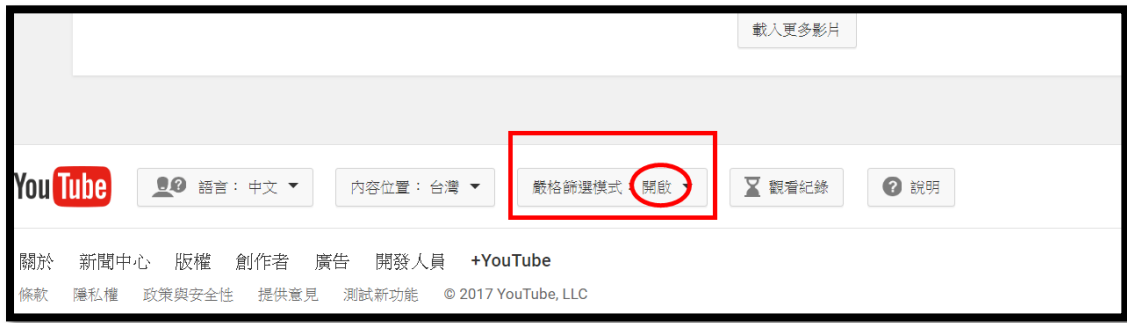 載入更多影片
YouTube 語言：中文 內容位置：台灣 嚴格篩選模式：開啟 觀看紀錄 說明
關於 新聞中心 版權 創作者 廣告 開發人員 +YouTube
條款 隱私權 政策與安全性 提供意見 測試新功能 © 2017 YouTube, LLC